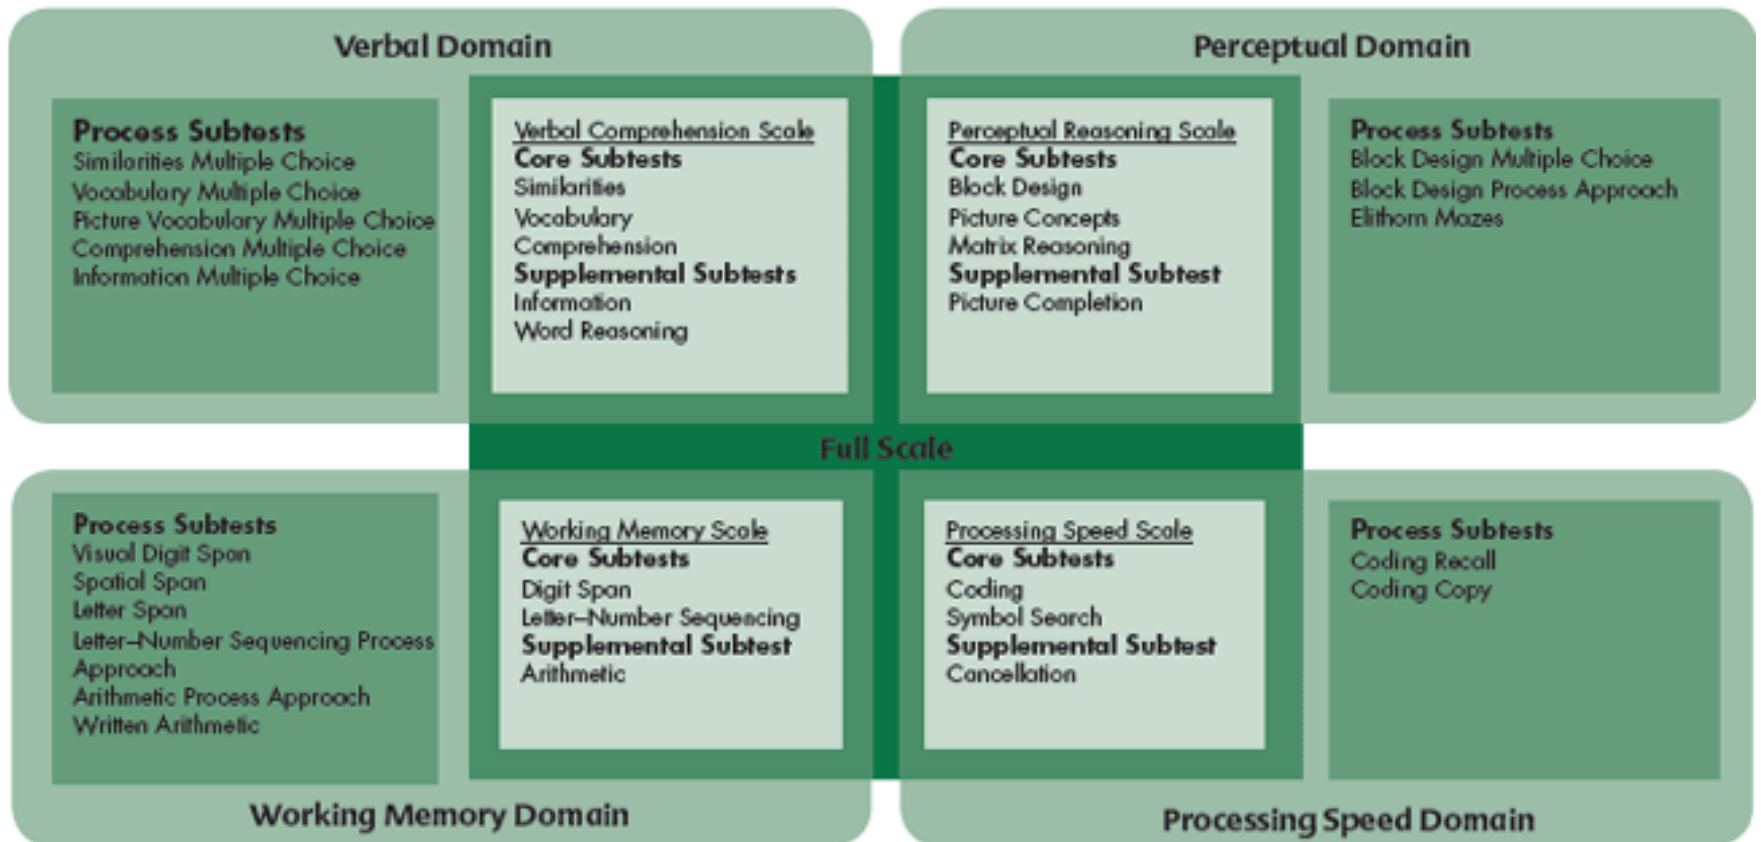 Verbal Domain
Process Subtests
Similarities Multiple Choice
Vocabulary Multiple Choice
Picture Vocabulary Multiple Choice
Comprehension Multiple Choice
Information Multiple Choice
Verbal Comprehension Scale
Core Subtests
Similarities
Vocabulary
Comprehension
Supplemental Subtests
Information
Word Reasoning
Perceptual Domain
Perceptual Reasoning Scale
Core Subtests
Block Design
Picture Concepts
Matrix Reasoning
Supplemental Subtest
Picture Completion
Process Subtests
Block Design Multiple Choice
Block Design Process Approach
Elithorn Mazes
Full Scale
Process Subtests
Visual Digit Span
Spatial Span
Letter Span
Letter–Number Sequencing Process
Approach
Arithmetic Process Approach
Written Arithmetic
Working Memory Scale
Core Subtests
Digit Span
Letter–Number Sequencing
Supplemental Subtest
Arithmetic
Working Memory Domain
Processing Speed Scale
Core Subtests
Coding
Symbol Search
Supplemental Subtest
Cancellation
Process Subtests
Coding Recall
Coding Copy
Processing Speed Domain